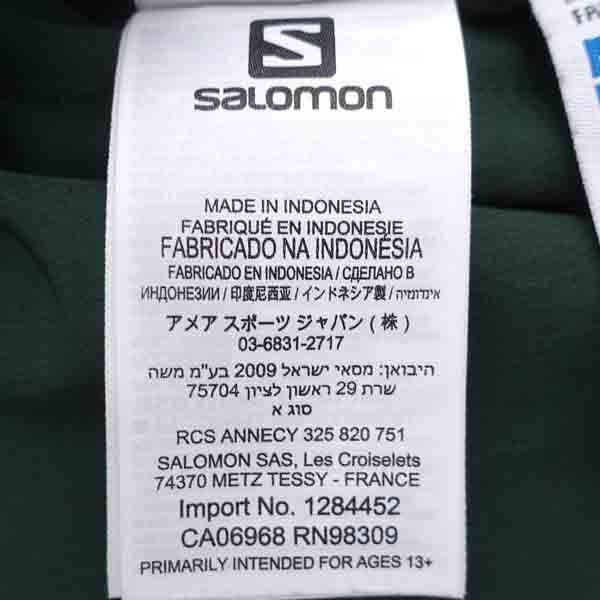 S
SALOMON
MADE IN INDONESIA
FABRIQUÉ EN INDONESIE
FABRICADO NA INDONÉSIA
FABRICADO EN INDONESIA / СДЕЛАНО В
ИНДОНЕЗИИ / 印度尼西亚 / インドネシア製 / אינדונזיה
アメア スポーツ ジャパン ( 株 )
03-6831-2717
היבואן: מסאי ישראל 2009 בע"מ משה
שרת 29 ראשון לציון 75704
סוג א
RCS ANNECY 325 820 751
SALOMON SAS, Les Croiselets
74370 METZ TESSY - FRANCE
Import No. 1284452
CA06968 RN98309
PRIMARILY INTENDED FOR AGES 13+